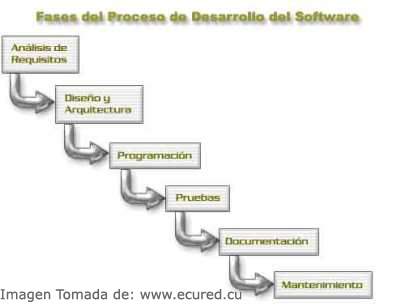 Fases del Proceso de Desarrollo del Software
Análisis de
Requisitos
Diseño y
Arquitectura
Programación
Pruebas
Documentación
Mantenimiento
Imagen Tomada de: www.ecured.cu